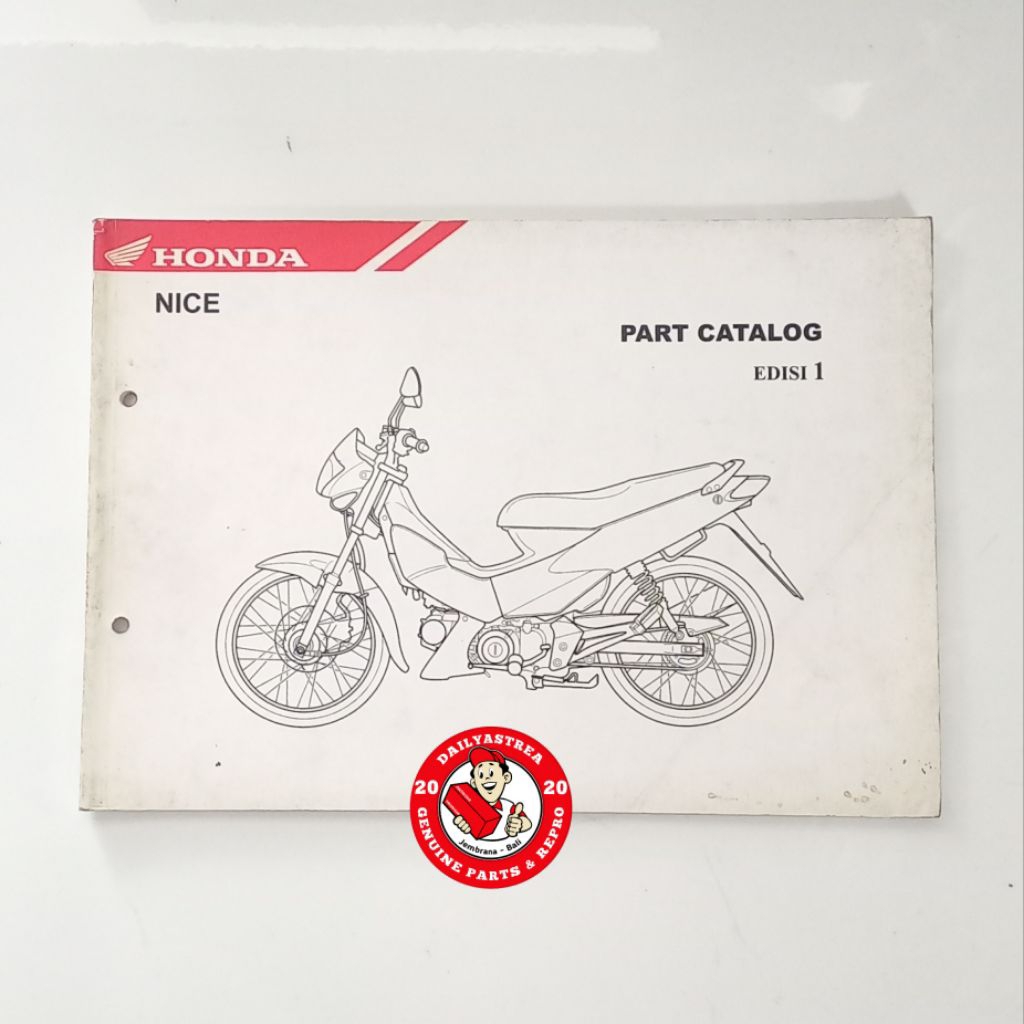 HONDA
NICE
PART CATALOG
EDISI 1
DAILYASTREA
20 20
Jembrana - Bali
GENUINE PARTS & REPRO